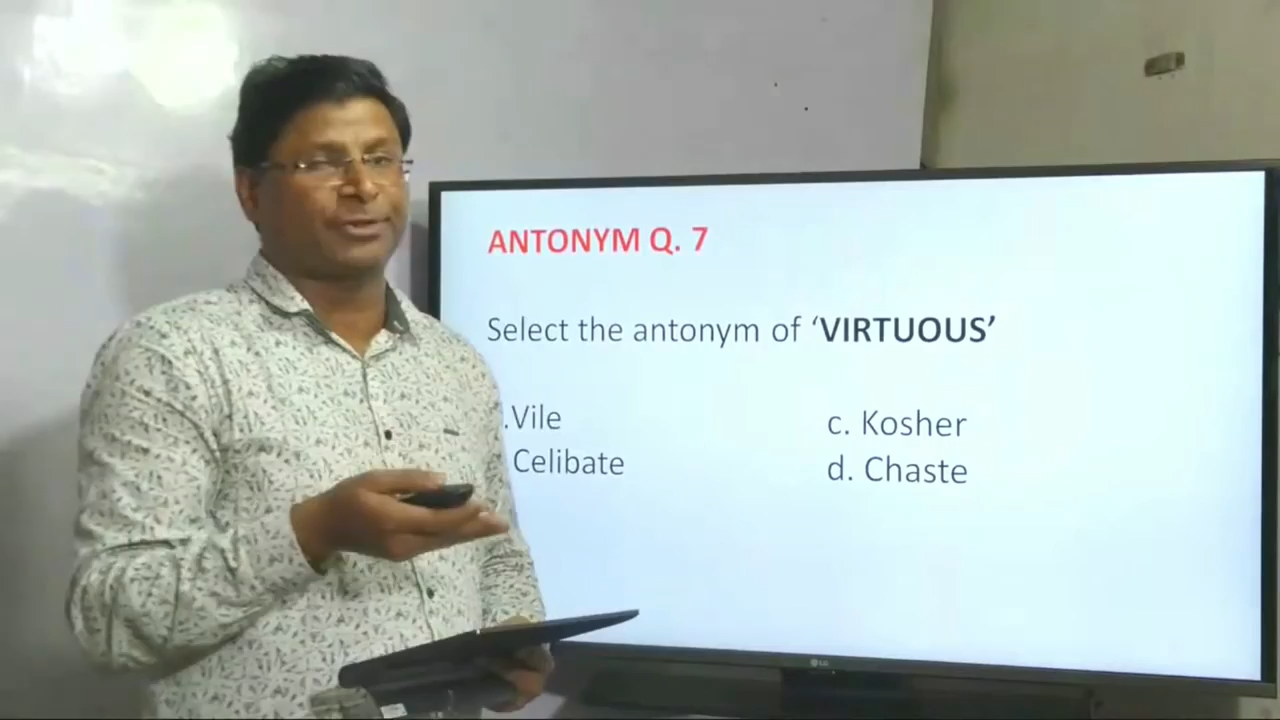 ANTONYM Q. 7
Select the antonym of ‘VIRTUOUS’
.Vile
c. Kosher
Celibate
d. Chaste
LG